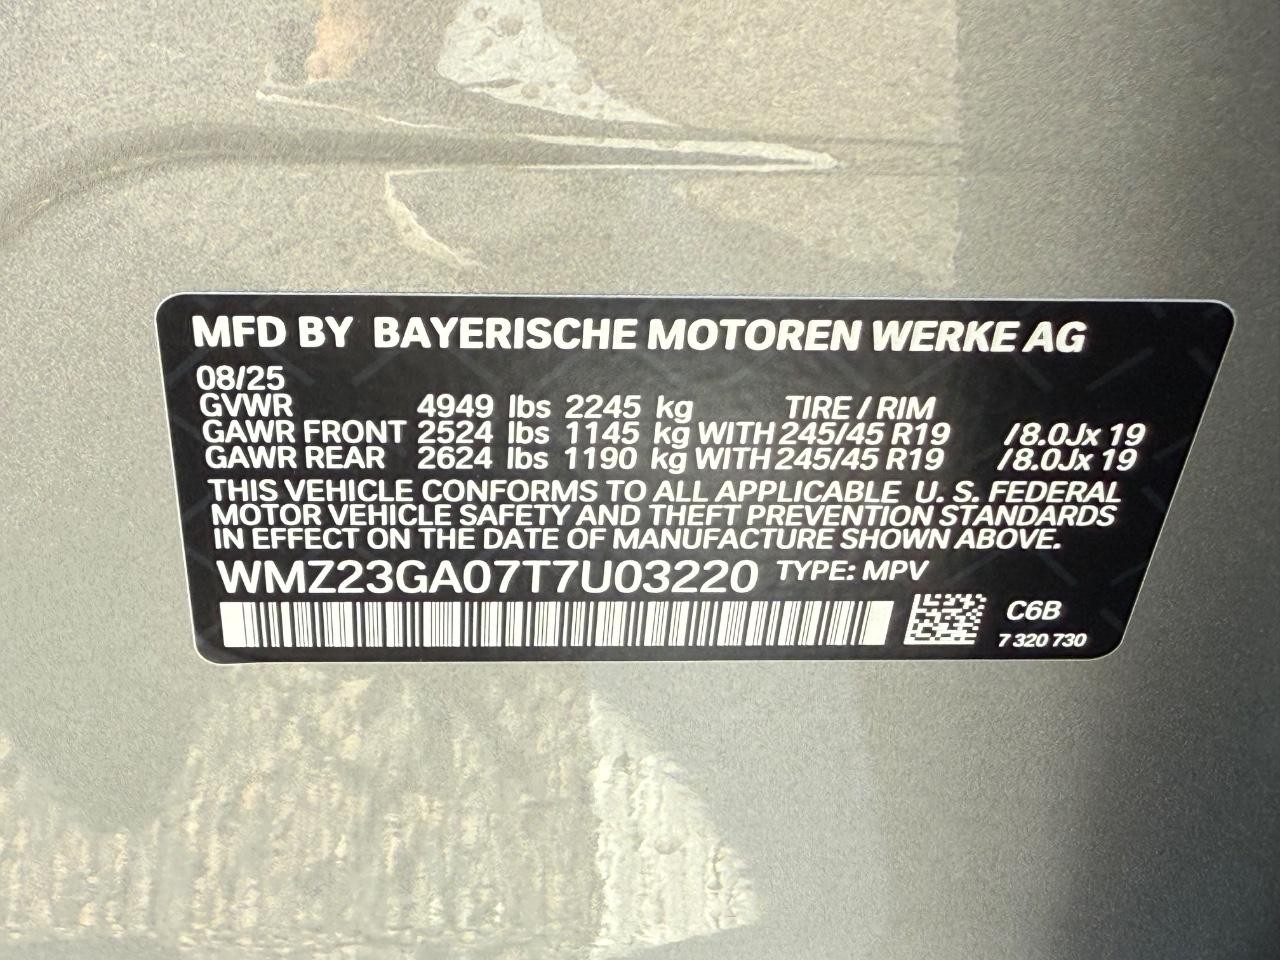 MFD BY BAYERISCHE MOTOREN WERKE AG
08/25
GVWR 4949 lbs 2245 kg TIRE / RIM
GAWR FRONT 2524 lbs 1145 kg WITH 245/45 R19 /8.0Jx 19
GAWR REAR 2624 lbs 1190 kg WITH 245/45 R19 /8.0Jx 19
THIS VEHICLE CONFORMS TO ALL APPLICABLE U. S. FEDERAL
MOTOR VEHICLE SAFETY AND THEFT PREVENTION STANDARDS
IN EFFECT ON THE DATE OF MANUFACTURE SHOWN ABOVE.
WMZ23GA07T7U03220 TYPE: MPV
C6B
7 320 730